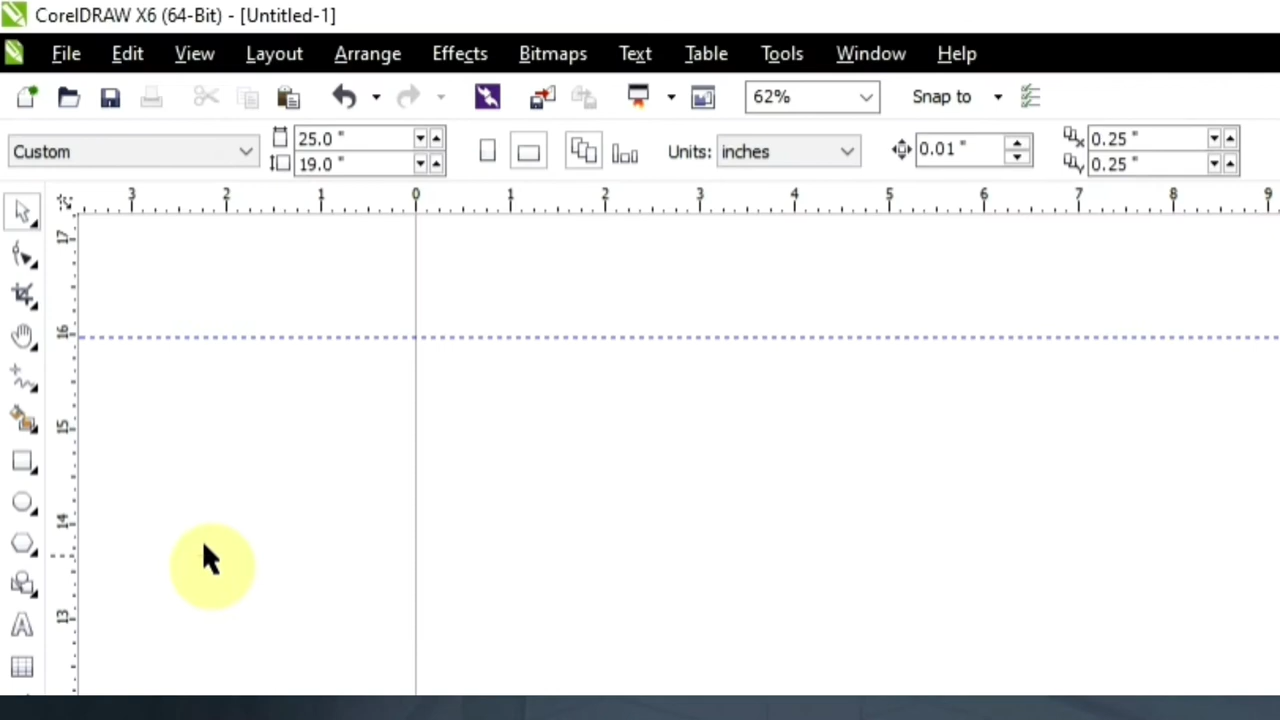 CorelDRAW X6 (64-Bit) - [Untitled-1]
File Edit View Layout Arrange Effects Bitmaps Text Table Tools Window Help
62% Snap to
Custom 25.0 " 19.0 " Units: inches 0.01 " 0.25 " 0.25 "
3 2 1 0 1 2 3 4 5 6 7 8 9
17
16
15
14
13